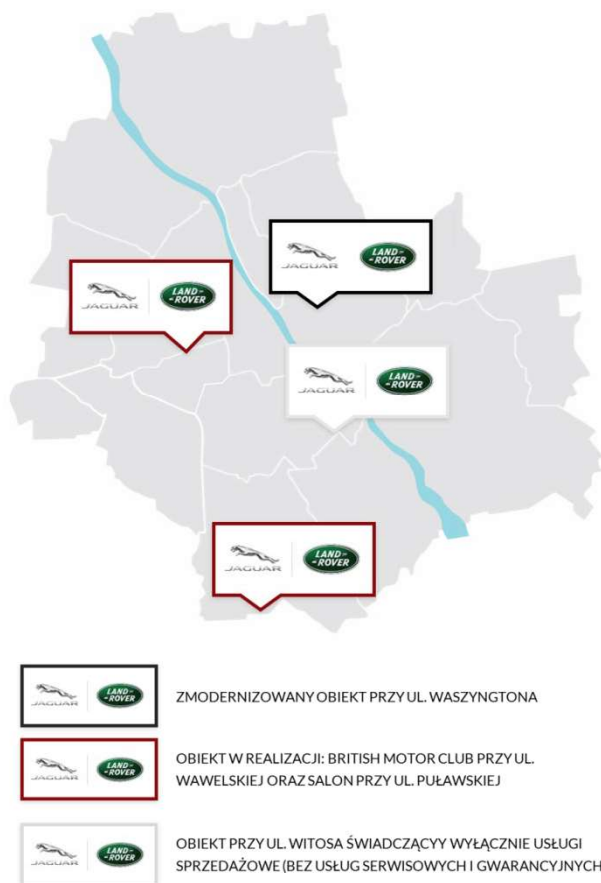 JAGUAR
LAND-
-ROVER
JAGUAR
LAND-
-ROVER
JAGUAR
LAND-
-ROVER
JAGUAR
LAND-
-ROVER
JAGUAR
LAND-
-ROVER
ZMODERNIZOWANY OBIEKT PRZY UL. WASZYNGTONA
JAGUAR
LAND-
-ROVER
OBIEKT W REALIZACJI: BRITISH MOTOR CLUB PRZY UL.
WAWELSKIEJ ORAZ SALON PRZY UL. PUŁAWSKIEJ
JAGUAR
LAND-
-ROVER
OBIEKT PRZY UL. WITOSA ŚWIADCZĄCYY WYŁĄCZNIE USŁUGI
SPRZEDAŻOWE (BEZ USŁUG SERWISOWYCH I GWARANCYJNYCH